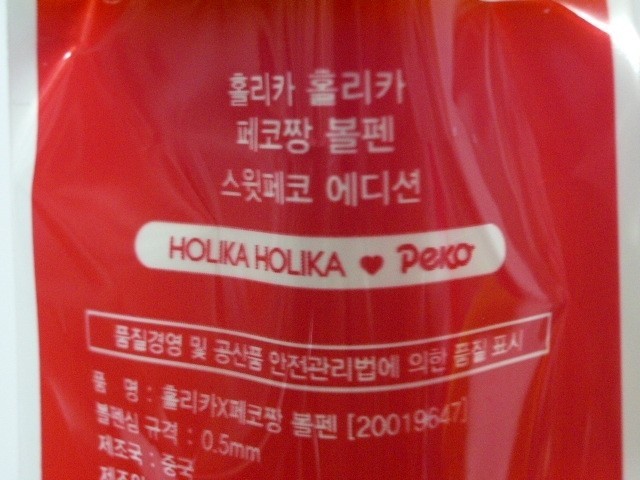 홀리카 홀리카
페코짱 볼펜
스윗페코 에디션
HOLIKA HOLIKA ♥ Peko
품질경영 및 공산품 안전관리법에 의한 품질 표시
품 명 : 홀리카X페코짱 볼펜 [20019647]
볼펜심 규격 : 0.5mm
제조국 : 중국